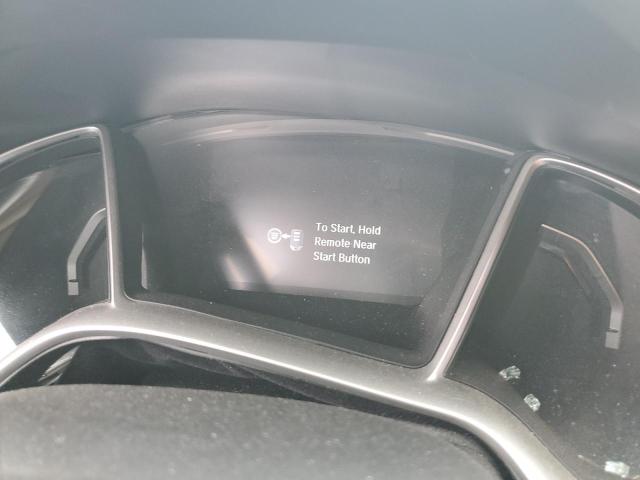 To Start, Hold
Remote Near
Start Button